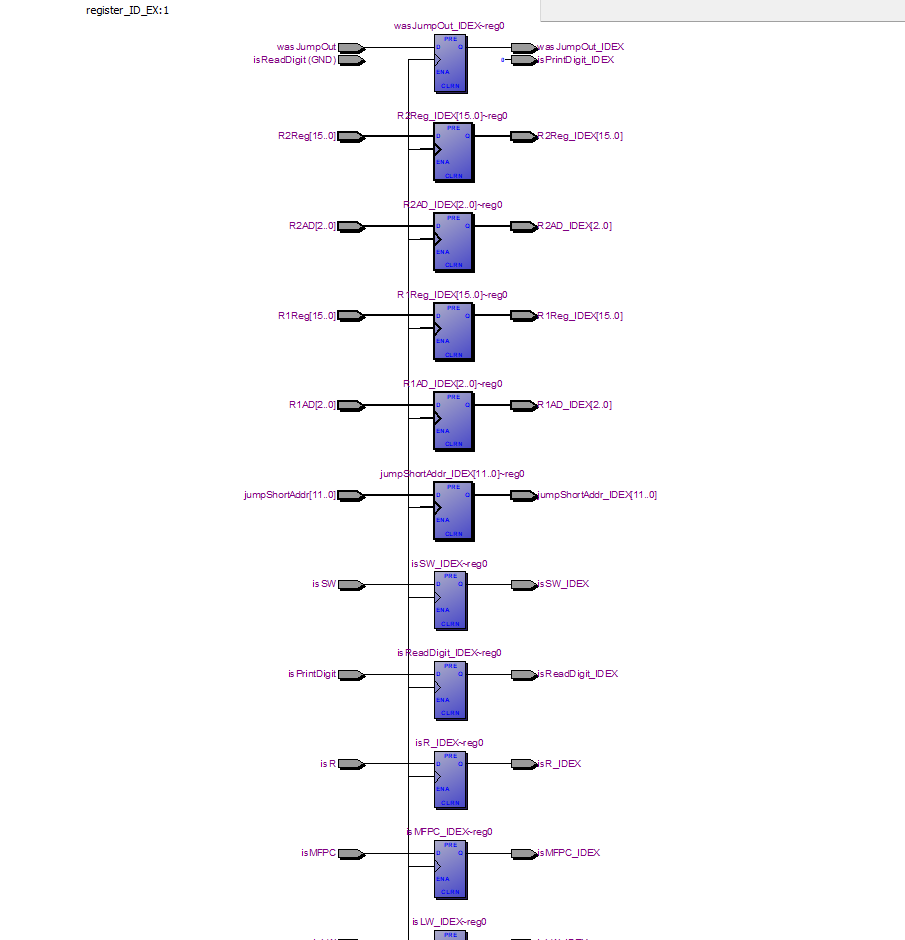 register_ID_EX:1
wasJumpOut_IDEX~reg0
PRE
wasJumpOut D Q wasJumpOut_IDEX
isReadDigit (GND) 0 isPrintDigit_IDEX
ENA
CLRN
R2Reg_IDEX[15..0]~reg0
PRE
R2Reg[15..0] D Q R2Reg_IDEX[15..0]
ENA
CLRN
R2AD_IDEX[2..0]~reg0
PRE
R2AD[2..0] D Q R2AD_IDEX[2..0]
ENA
CLRN
R1Reg_IDEX[15..0]~reg0
PRE
R1Reg[15..0] D Q R1Reg_IDEX[15..0]
ENA
CLRN
R1AD_IDEX[2..0]~reg0
PRE
R1AD[2..0] D Q R1AD_IDEX[2..0]
ENA
CLRN
jumpShortAddr_IDEX[11..0]~reg0
PRE
jumpShortAddr[11..0] D Q jumpShortAddr_IDEX[11..0]
ENA
CLRN
isSW_IDEX~reg0
PRE
isSW D Q isSW_IDEX
ENA
CLRN
isReadDigit_IDEX~reg0
PRE
isPrintDigit D Q isReadDigit_IDEX
ENA
CLRN
isR_IDEX~reg0
PRE
isR D Q isR_IDEX
ENA
CLRN
isMFPC_IDEX~reg0
PRE
isMFPC D Q isMFPC_IDEX
ENA
CLRN
isLW_IDEX~reg0
PRE